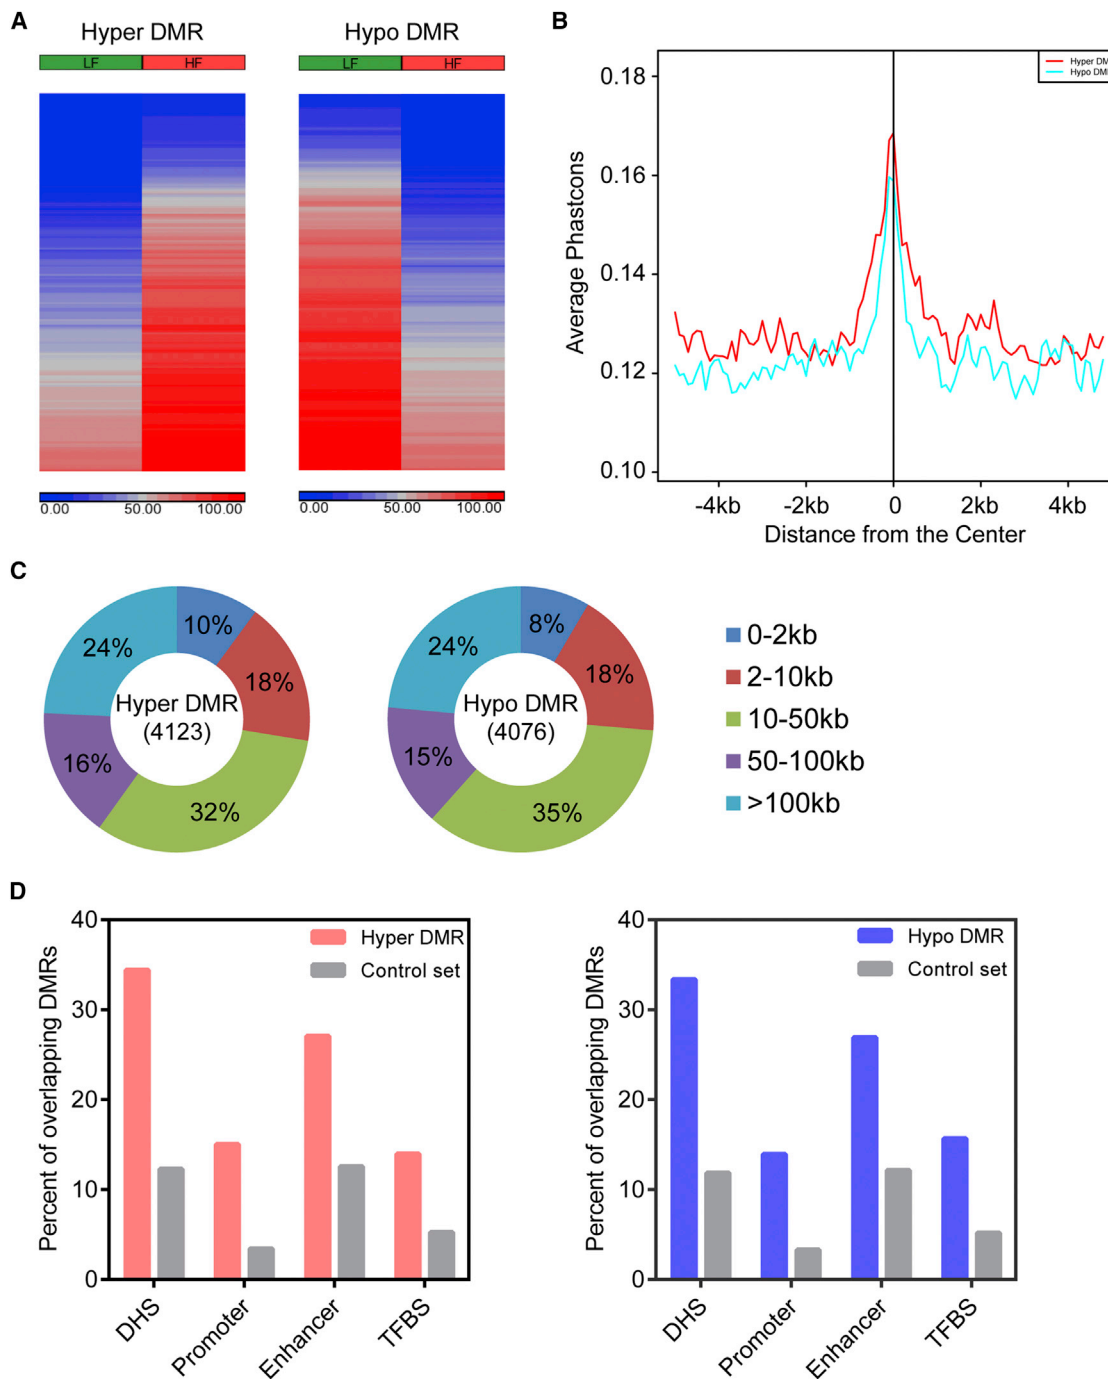 A
Hyper DMR
Hypo DMR
LF HF
LF HF
0.00 50.00 100.00
0.00 50.00 100.00
B
Hyper DM
Hypo DM
Average Phastcons
0.18
0.16
0.14
0.12
0.10
-4kb -2kb 0 2kb 4kb
Distance from the Center
C
10%
18%
32%
16%
24%
Hyper DMR
(4123)
8%
18%
35%
15%
24%
Hypo DMR
(4076)
0-2kb
2-10kb
10-50kb
50-100kb
>100kb
D
Percent of overlapping DMRs
40
30
20
10
0
Hyper DMR
Control set
DHS
Promoter
Enhancer
TFBS
Percent of overlapping DMRs
40
30
20
10
0
Hypo DMR
Control set
DHS
Promoter
Enhancer
TFBS